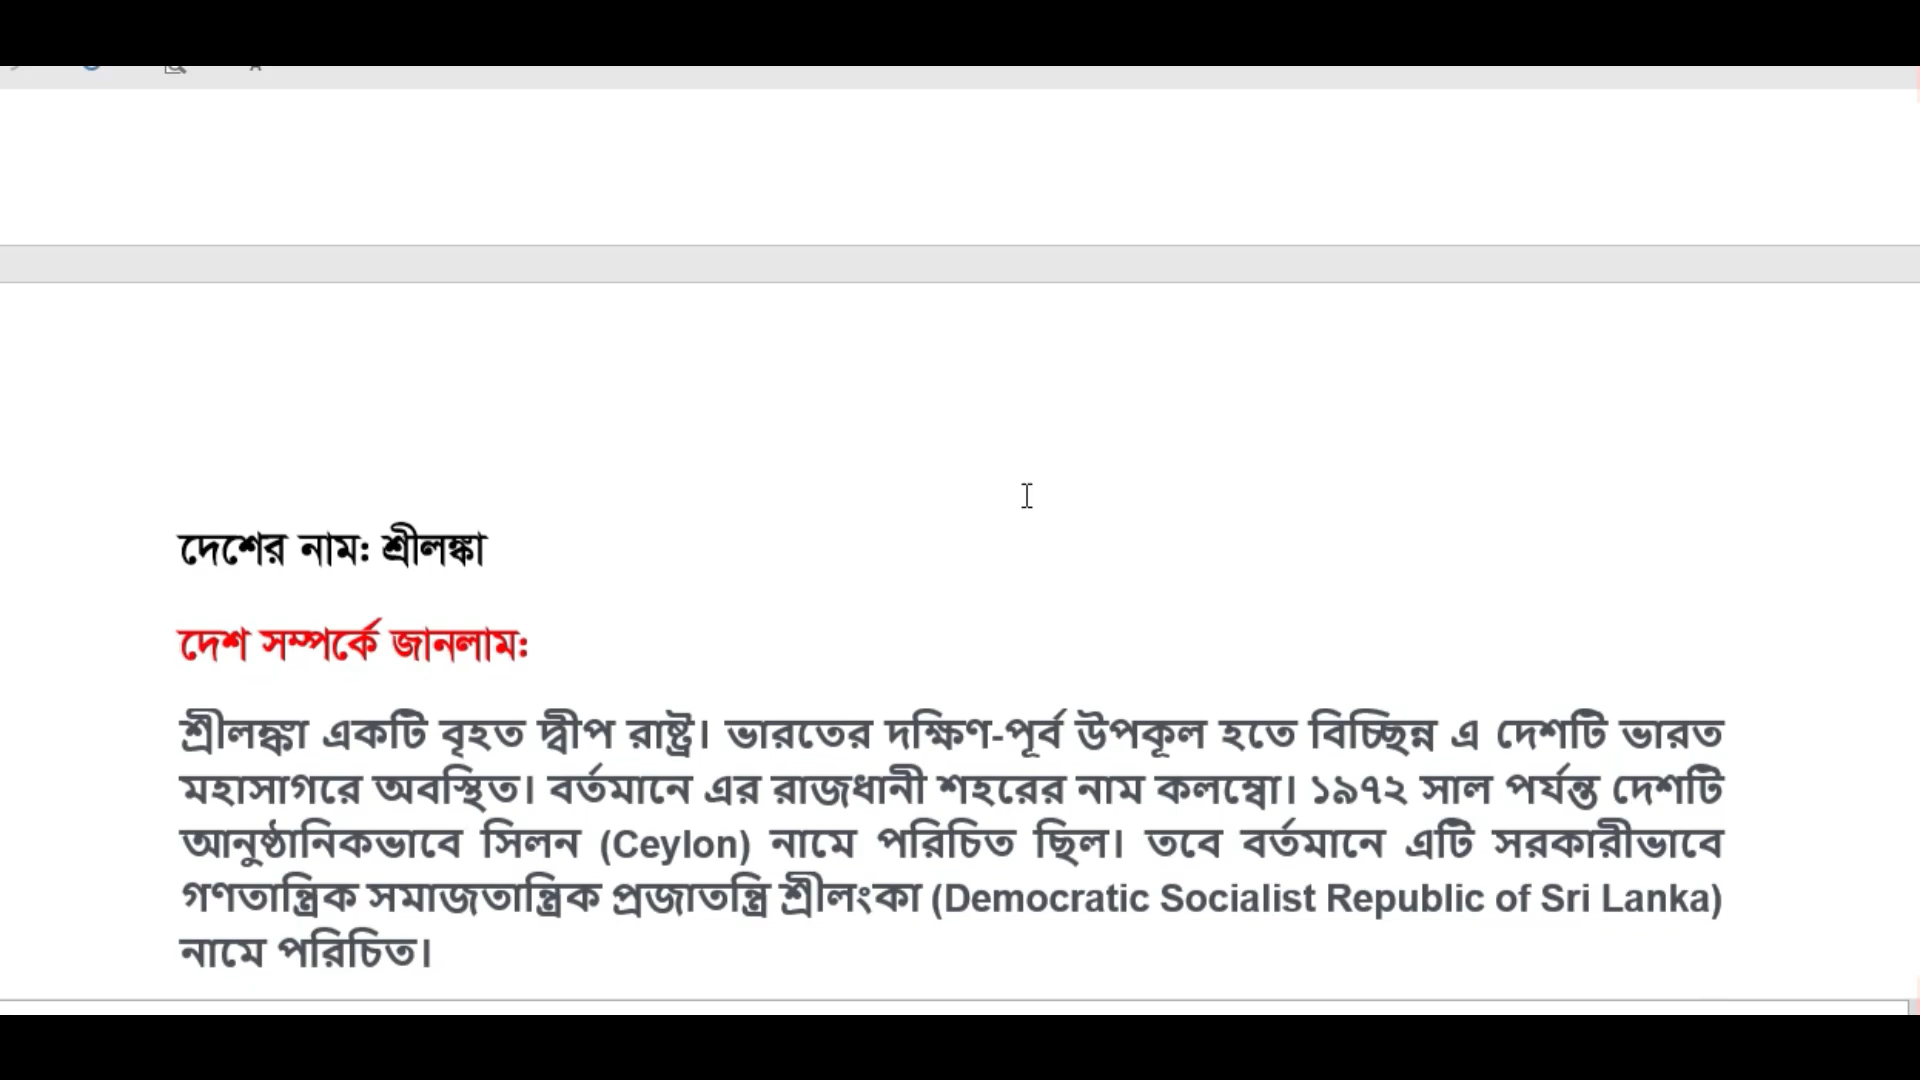 দেশের নাম: শ্রীলঙ্কা
দেশ সম্পর্কে জানলাম:
শ্রীলঙ্কা একটি বৃহত দ্বীপ রাষ্ট্র। ভারতের দক্ষিণ-পূর্ব উপকূল হতে বিচ্ছিন্ন এ দেশটি ভারত
মহাসাগরে অবস্থিত। বর্তমানে এর রাজধানী শহরের নাম কলম্বো। ১৯৭২ সাল পর্যন্ত দেশটি
আনুষ্ঠানিকভাবে সিলন (Ceylon) নামে পরিচিত ছিল। তবে বর্তমানে এটি সরকারীভাবে
গণতান্ত্রিক সমাজতান্ত্রিক প্রজাতন্ত্রি শ্রীলংকা (Democratic Socialist Republic of Sri Lanka)
নামে পরিচিত।